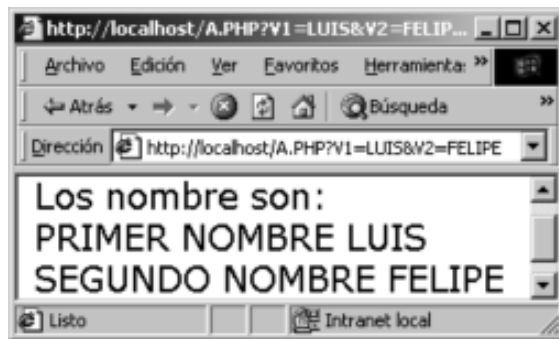 http://localhost/A.PHP?V1=LUIS&V2=FELIP...
Archivo Edición Ver Favoritos Herramienta: »
Atrás Búsqueda »
Dirección http://localhost/A.PHP?V1=LUIS&V2=FELIPE
Los nombre son:
PRIMER NOMBRE LUIS
SEGUNDO NOMBRE FELIPE
Listo Intranet local